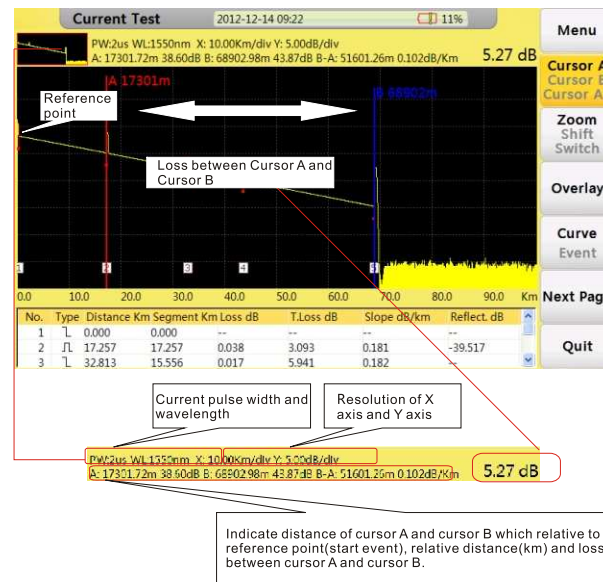 Current Test 2012-12-14 09:22 11%
PW:2us WL:1550nm X: 10.00Km/div Y: 5.00dB/div
A: 17301.72m 38.60dB B: 68902.98m 43.87dB B-A: 51601.26m 0.102dB/Km 5.27 dB
A 17301m
B 68902m
Reference
point
Loss between Cursor A and
Cursor B
1 2 3 4 5
0.0 10.0 20.0 30.0 40.0 50.0 60.0 70.0 80.0 90.0 Km
No. Type Distance Km Segment Km Loss dB T.Loss dB Slope dB/km Reflect. dB
1 0.000 0.000 -- -- -- --
2 17.257 17.257 0.038 3.093 0.181 -39.517
3 32.813 15.556 0.017 5.941 0.182 --
Menu
Cursor A
Cursor B
Cursor A
Zoom
Shift
Switch
Overlay
Curve
Event
Next Pag
Quit
Current pulse width and
wavelength
Resolution of X
axis and Y axis
PW:2us WL:1550nm X: 10.00Km/div Y: 5.00dB/div
A: 17301.72m 38.60dB B: 68902.98m 43.87dB B-A: 51601.26m 0.102dB/Km 5.27 dB
Indicate distance of cursor A and cursor B which relative to
reference point(start event), relative distance(km) and loss
between cursor A and cursor B.